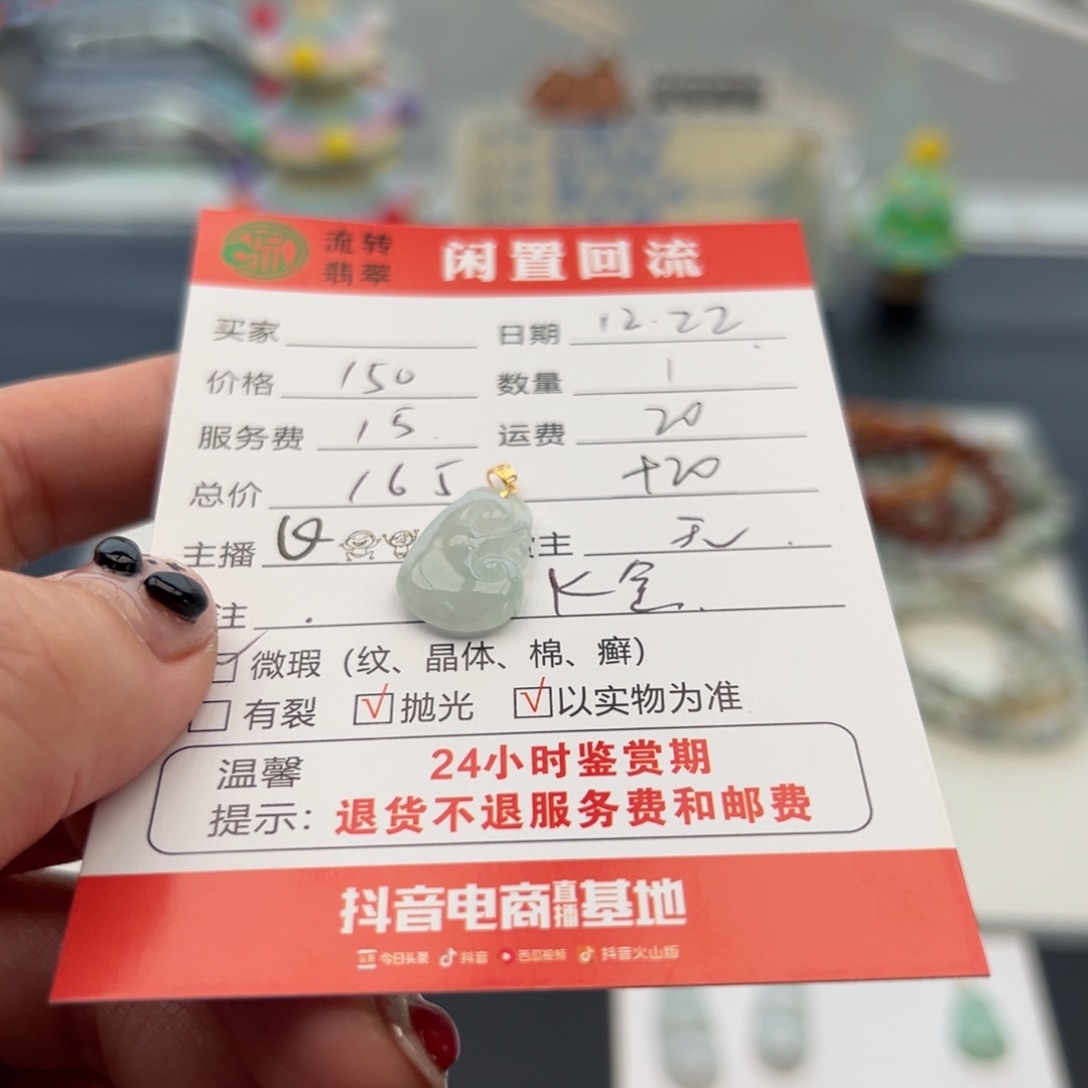 流转
翡翠
闲置回流
买家 日期 12.22
价格 150 数量 1
服务费 15 运费 20
总价 165 +20
主播 主
注 K金
微瑕（纹、晶体、棉、癣）
有裂 抛光 以实物为准
温馨 24小时鉴赏期
提示：退货不退服务费和邮费
抖音电商直播基地
今日头条 抖音 西瓜视频 抖音火山版